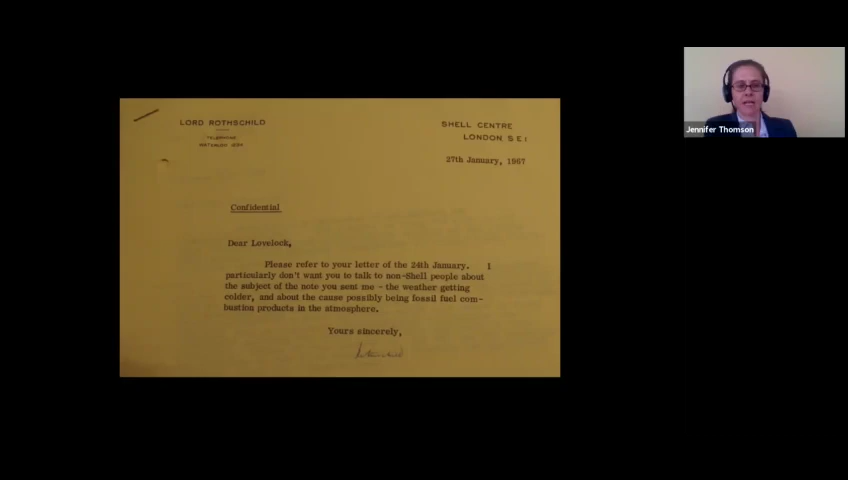 LORD ROTHSCHILD
TELEPHONE
WATERLOO 1234
SHELL CENTRE
LONDON S E 1
27th January, 1967
Confidential
Dear Lovelock,
Please refer to your letter of the 24th January. I
particularly don't want you to talk to non-Shell people about
the subject of the note you sent me - the weather getting
colder, and about the cause possibly being fossil fuel com-
bustion products in the atmosphere.
Yours sincerely,
Jennifer Thomson